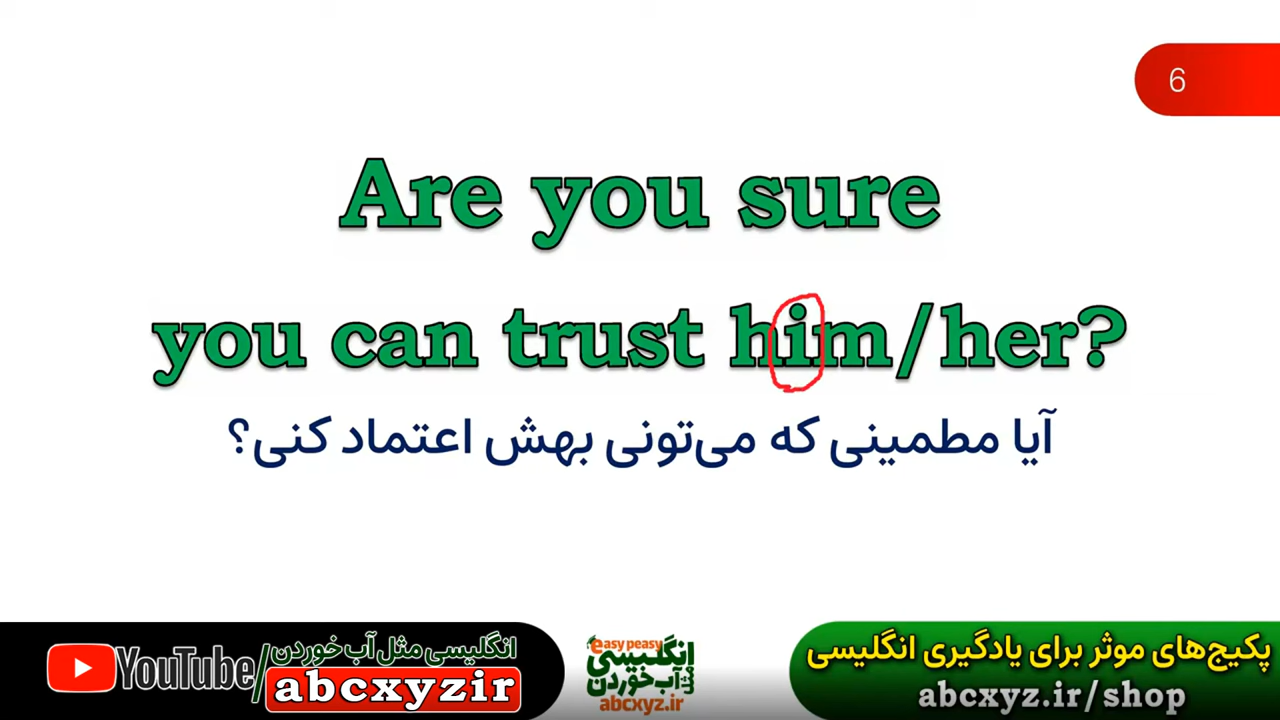 6
Are you sure
you can trust him/her?
آیا مطمینی که می‌تونی بهش اعتماد کنی؟
YouTube/انگلیسی مثل آب خوردن
abcxyzir
easy peasy
انگلیسی
مثل آب خوردن
abcxyz.ir
پکیج‌های موثر برای یادگیری انگلیسی
abcxyz.ir/shop